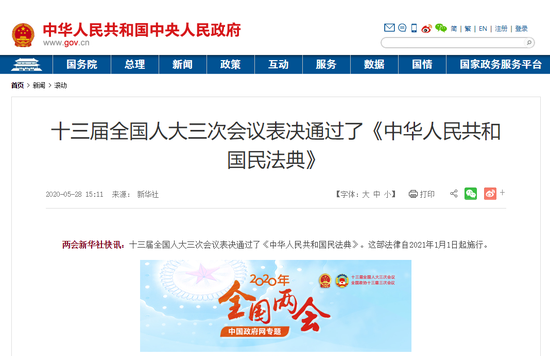 中华人民共和国中央人民政府
www.gov.cn
简 | 繁 | EN | 注册 | 登录
国务院 总理 新闻 政策 互动 服务 数据 国情 国家政务服务平台
首页 > 新闻 > 滚动
十三届全国人大三次会议表决通过了《中华人民共和
国民法典》
2020-05-28 15:11 来源： 新华社 【字体：大 中 小】 打印 +
两会新华社快讯：十三届全国人大三次会议表决通过了《中华人民共和国民法典》。这部法律自2021年1月1日起施行。
2020年
全国两会
中国政府网专题
十三届全国人大三次会议
全国政协十三届三次会议